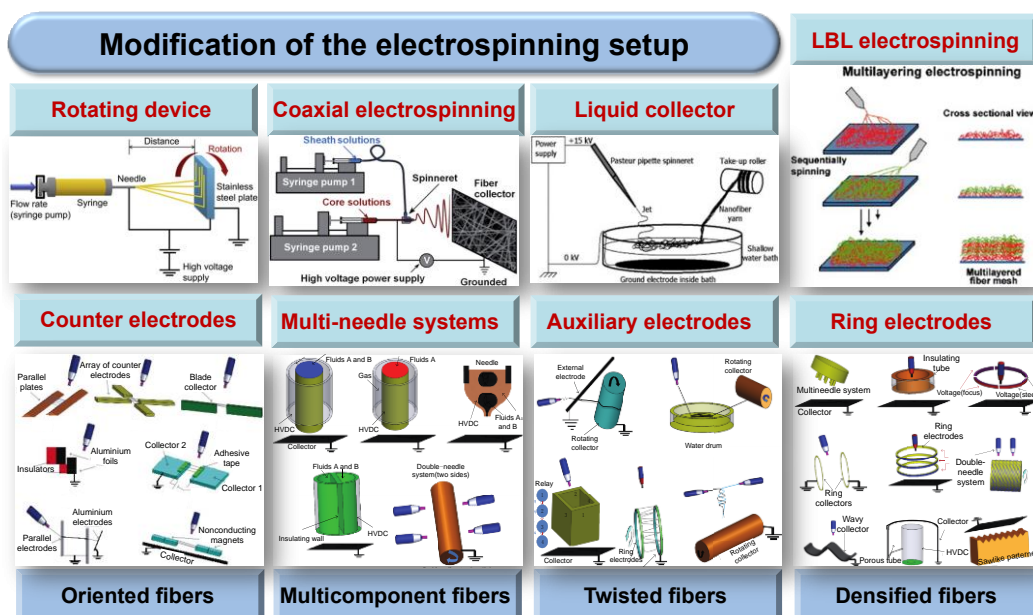 Modification of the electrospinning setup
LBL electrospinning
Rotating device
Coaxial electrospinning
Liquid collector
Multilayering electrospinning
Distance
Rotation
Needle
Flow rate
(syringe pump)
Syringe
Stainless
steel plate
High voltage
supply
Sheath solutions
Syringe pump 1
Spinneret
Fiber
collector
Core solutions
Syringe pump 2
V
High voltage power supply
Grounded
Power
supply
+15 kV
Pasteur pipette spinneret
Take-up roller
Jet
Nanofiber
yarn
Shallow
water bath
0 kV
Ground electrode inside bath
Cross sectional view
Sequentially
spinning
Multilayered
fiber mesh
Counter electrodes
Multi-needle systems
Auxiliary electrodes
Ring electrodes
Parallel
plates
Array of counter
electrodes
Blade
collector
Aluminium
foils
Insulators
Collector 2
Adhesive
tape
Collector 1
Aluminium
electrodes
Parallel
electrodes
Nonconducting
magnets
Collector
Fluids A and B
HVDC
Collector
Fluids A
Gas
HVDC
Needle
Fluids A
and B
HVDC
Fluids A and B
Insulating wall
HVDC
Double-needle
system(two sides)
External
electrode
Rotating
collector
Rotating
collector
Water drum
Relay
Collector
Ring
electrodes
Rotating
collector
Multineedle system
Collector
Insulating
tube
Voltage(focus)
Voltage(stee
Ring
collectors
Ring
electrodes
Double-
needle
system
Wavy
collector
Porous tube
Collector
HVDC
Sawlike patterned
Oriented fibers
Multicomponent fibers
Twisted fibers
Densified fibers